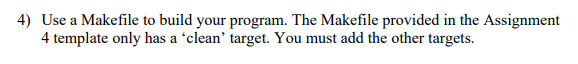 4) Use a Makefile to build your program. The Makefile provided in the Assignment
4 template only has a ‘clean’ target. You must add the other targets.